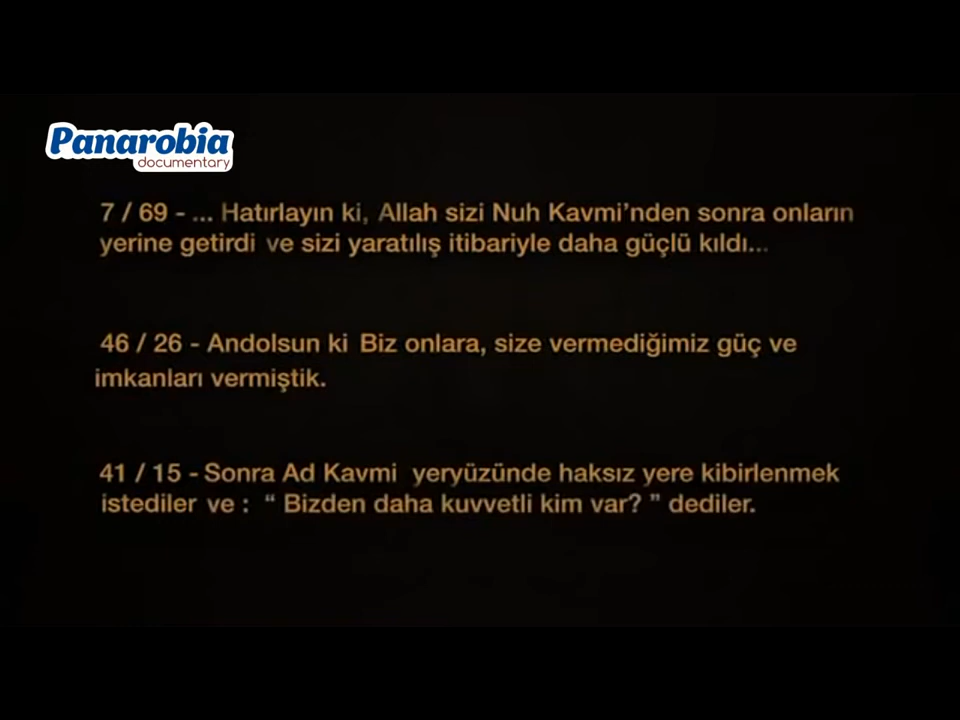 Panarobia
documentary
7 / 69 - ... Hatırlayın ki, Allah sizi Nuh Kavmi'nden sonra onların
yerine getirdi ve sizi yaratılış itibariyle daha güçlü kıldı...
46 / 26 - Andolsun ki Biz onlara, size vermediğimiz güç ve
imkanları vermiştik.
41 / 15 - Sonra Ad Kavmi yeryüzünde haksız yere kibirlenmek
istediler ve : “ Bizden daha kuvvetli kim var? ” dediler.